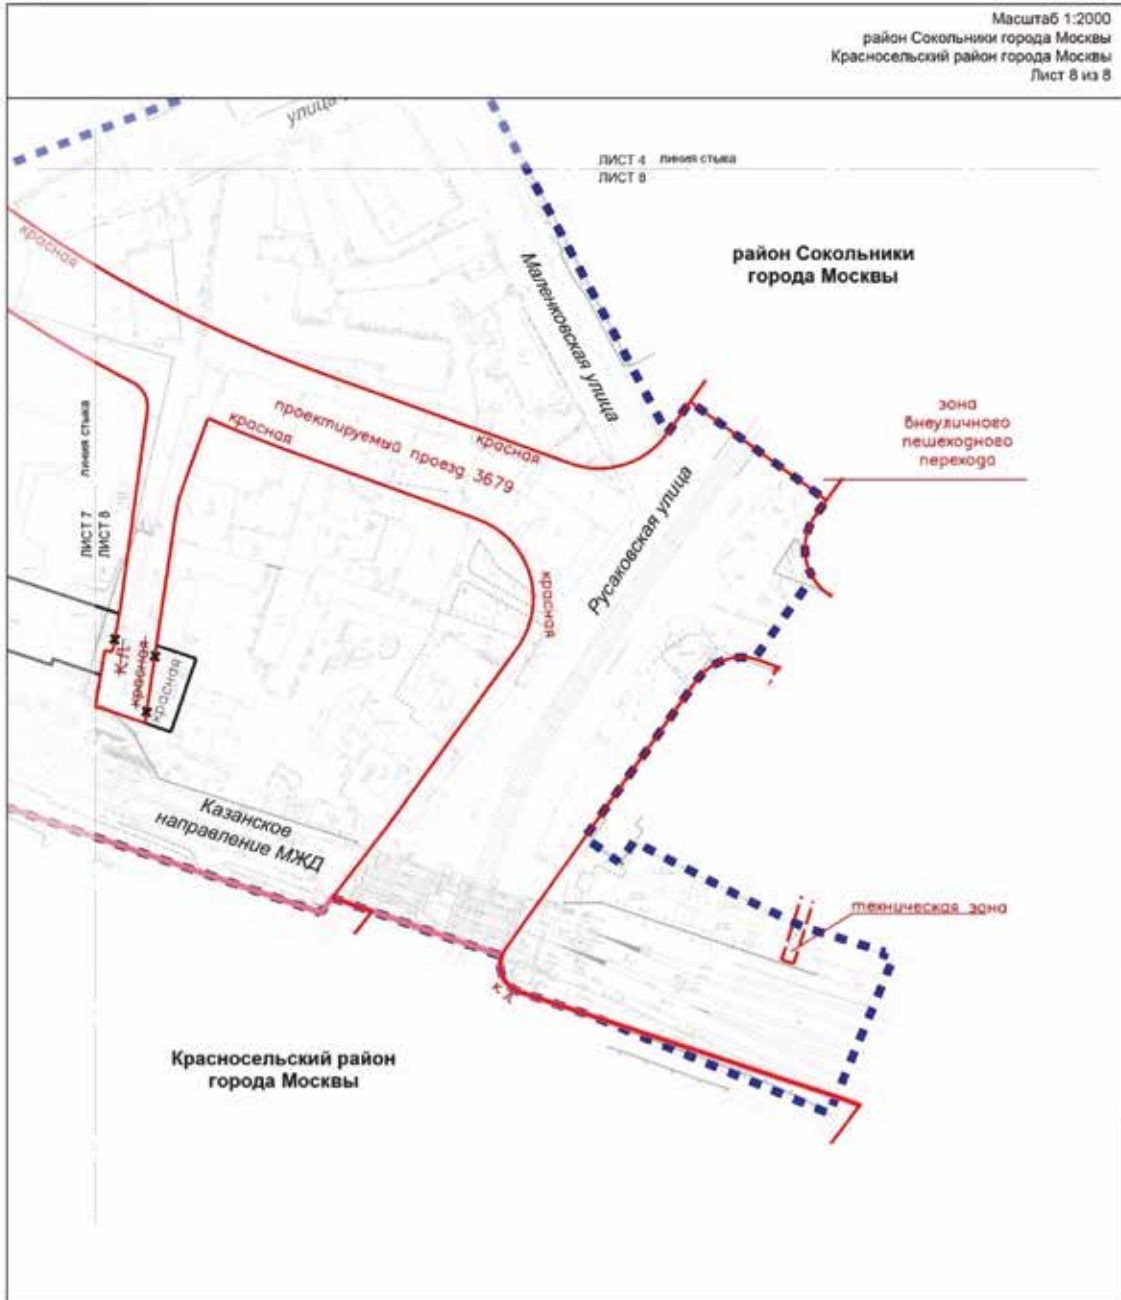 Масштаб 1:2000
район Сокольники города Москвы
Красносельский район города Москвы
Лист 8 из 8
улица
ЛИСТ 4 линия стыка
ЛИСТ 8
красная
Маленковская улица
район Сокольники
города Москвы
линия стыка
ЛИСТ 7
ЛИСТ 8
проектируемый проезд 3679
красная
красная
зона
внеуличного
пешеходного
перехода
Русаковская улица
красная
К.Л.
красная
красная
Казанское
направление МЖД
техническая зона
К.Л.
Красносельский район
города Москвы